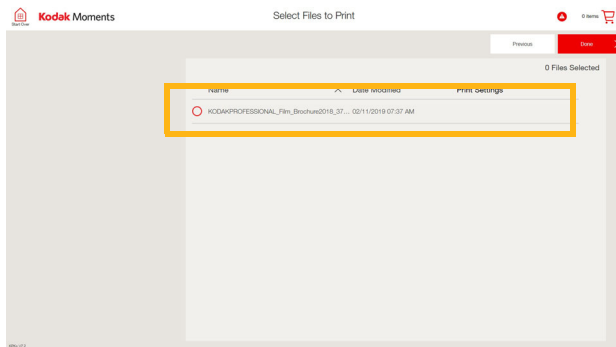 Kodak Moments
Select Files to Print
0 Items
Start Over
Previous
Done
0 Files Selected
Name
Date Modified
Print Settings
KODAKPROFESSIONAL_Film_Brochure2018_37... 02/11/2019 07:37 AM